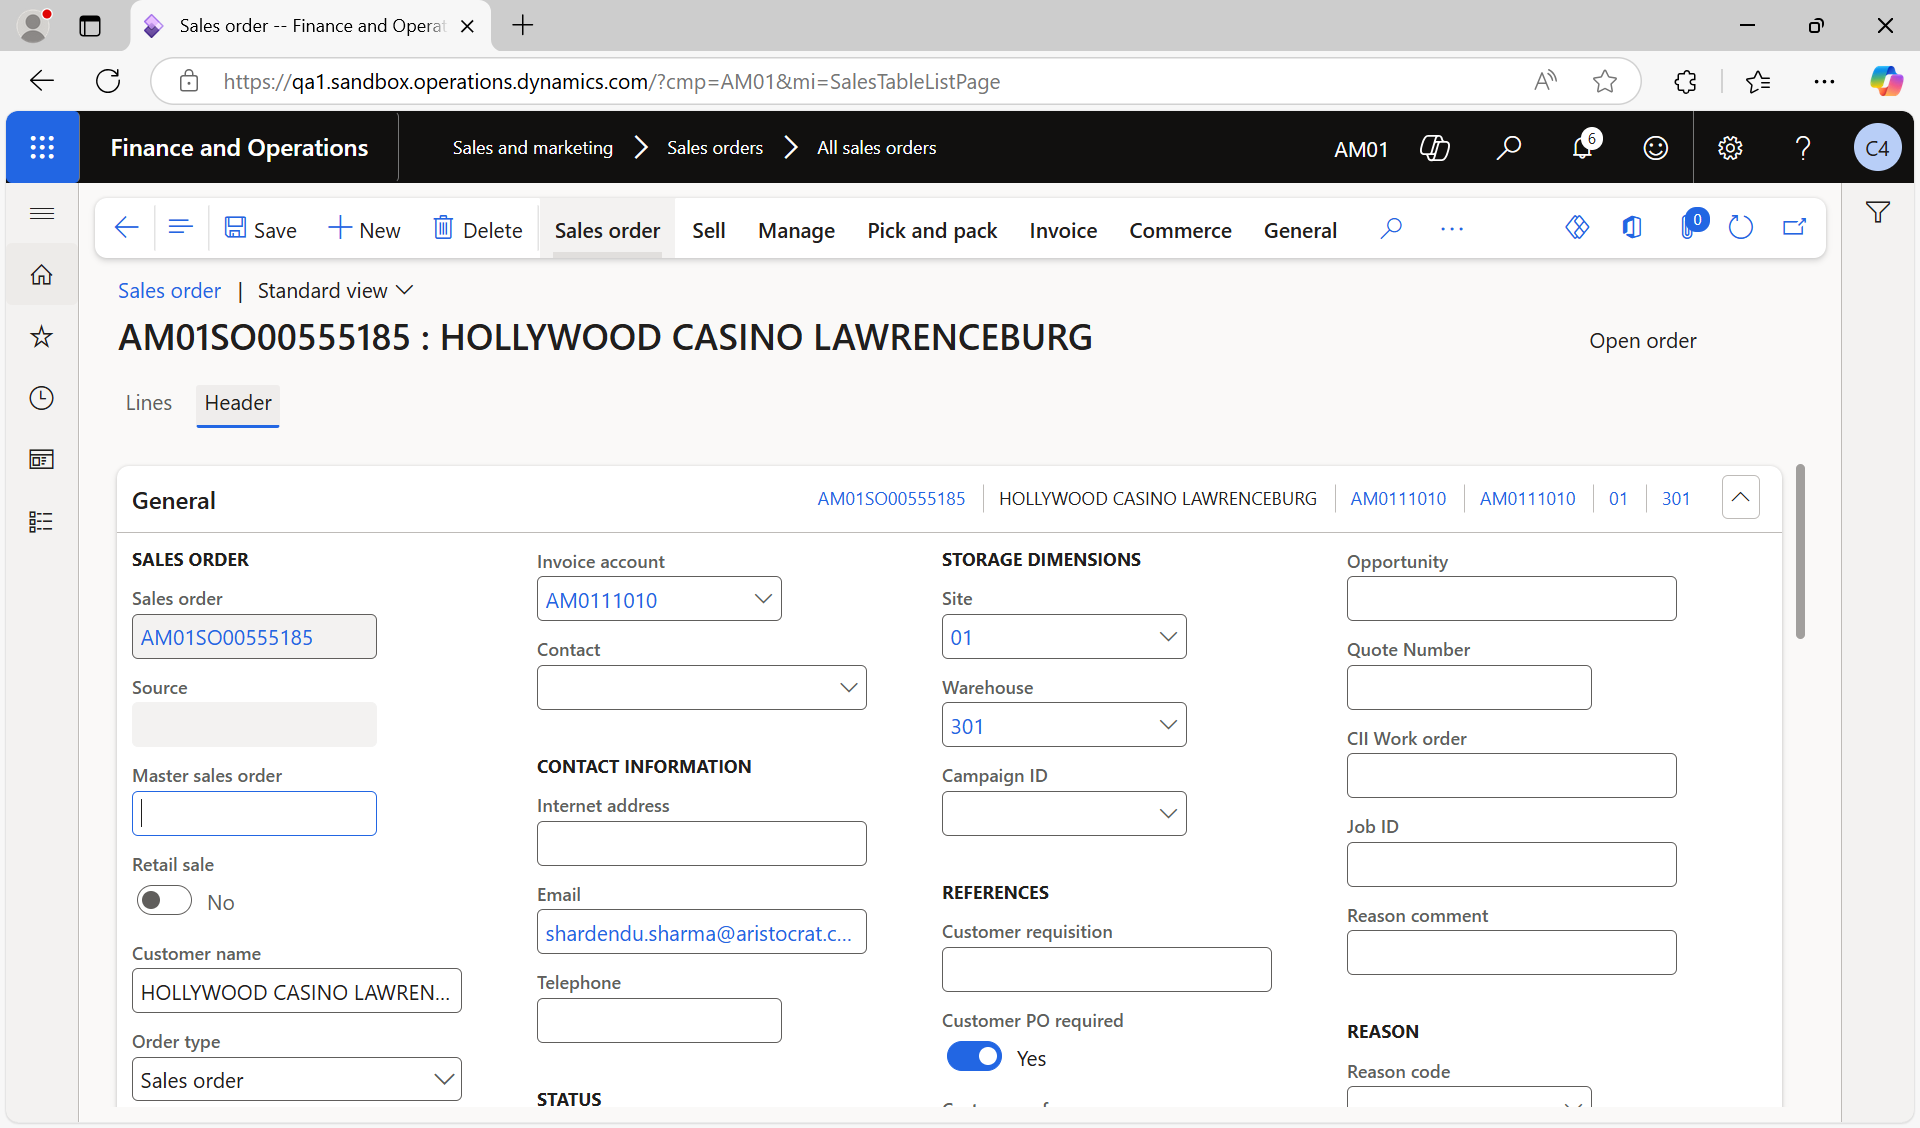 Sales order -- Finance and Operat
https://qa1.sandbox.operations.dynamics.com/?cmp=AM01&mi=SalesTableListPage
Finance and Operations
Sales and marketing
Sales orders
All sales orders
AM01
6
C4
Save
New
Delete
Sales order
Sell
Manage
Pick and pack
Invoice
Commerce
General
0
Sales order | Standard view
AM01SO00555185 : HOLLYWOOD CASINO LAWRENCEBURG
Open order
Lines
Header
General
AM01SO00555185
HOLLYWOOD CASINO LAWRENCEBURG
AM0111010
AM0111010
01
301
SALES ORDER
Sales order
AM01SO00555185
Source
Master sales order
Retail sale
No
Customer name
HOLLYWOOD CASINO LAWREN...
Order type
Sales order
Invoice account
AM0111010
Contact
CONTACT INFORMATION
Internet address
Email
shardendu.sharma@aristocrat.c...
Telephone
STATUS
STORAGE DIMENSIONS
Site
01
Warehouse
301
Campaign ID
REFERENCES
Customer requisition
Customer PO required
Yes
Opportunity
Quote Number
CII Work order
Job ID
Reason comment
REASON
Reason code